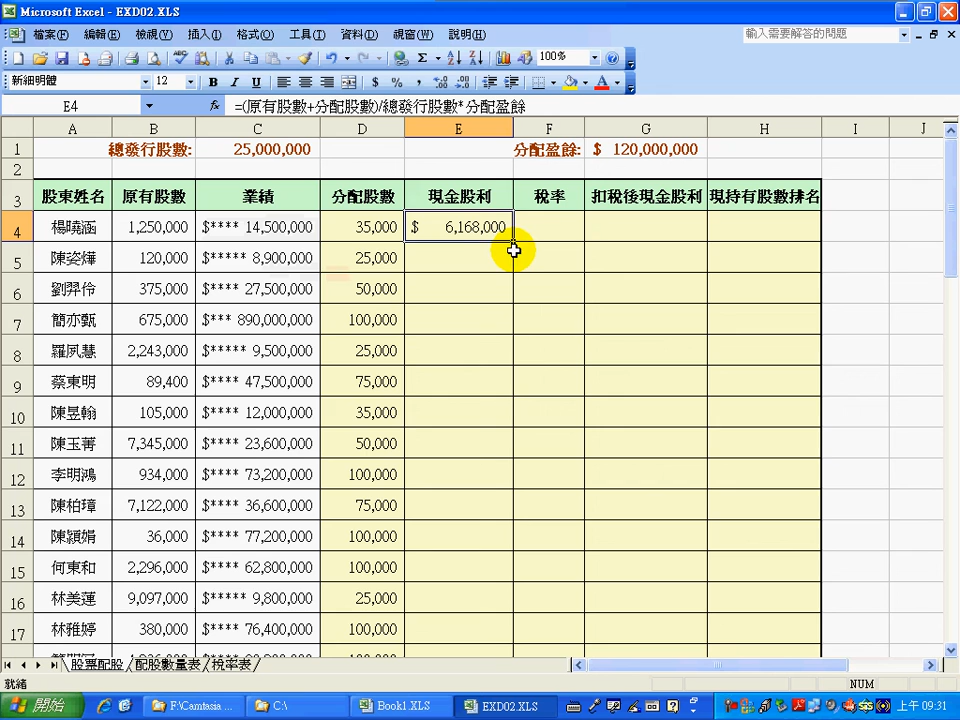 Microsoft Excel - EXD02.XLS
檔案(F) 編輯(E) 檢視(V) 插入(I) 格式(O) 工具(T) 資料(D) 視窗(W) 說明(H) 輸入需要解答的問題
100%
新細明體 12 B I U
E4 fx =(原有股數+分配股數)/總發行股數*分配盈餘
A B C D E F G H I J
1 總發行股數: 25,000,000 分配盈餘: $ 120,000,000
2
3 股東姓名 原有股數 業績 分配股數 現金股利 稅率 扣稅後現金股利 現持有股數排名
4 楊曉涵 1,250,000 $**** 14,500,000 35,000 $ 6,168,000
5 陳姿燁 120,000 $***** 8,900,000 25,000
6 劉羿伶 375,000 $**** 27,500,000 50,000
7 簡亦甄 675,000 $*** 890,000,000 100,000
8 羅夙慧 2,243,000 $***** 9,500,000 25,000
9 蔡東明 89,400 $**** 47,500,000 75,000
10 陳昱翰 105,000 $**** 12,000,000 35,000
11 陳玉菁 7,345,000 $**** 23,600,000 50,000
12 李明鴻 934,000 $**** 73,200,000 100,000
13 陳柏璋 7,122,000 $**** 36,600,000 75,000
14 陳穎娟 36,000 $**** 77,200,000 100,000
15 何東和 2,296,000 $**** 62,800,000 100,000
16 林美蓮 9,097,000 $***** 9,800,000 25,000
17 林雅婷 380,000 $**** 76,400,000 100,000
股票配股 配股數量表 稅率表
就緒 NUM
開始 F:\Camtasia ... C:\ Book1.XLS EXD02.XLS 上午 09:31